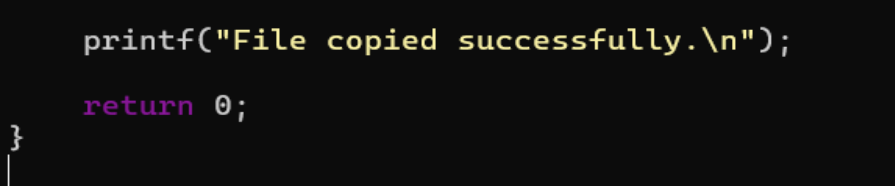 printf("File copied successfully.\n");
    return 0;
}